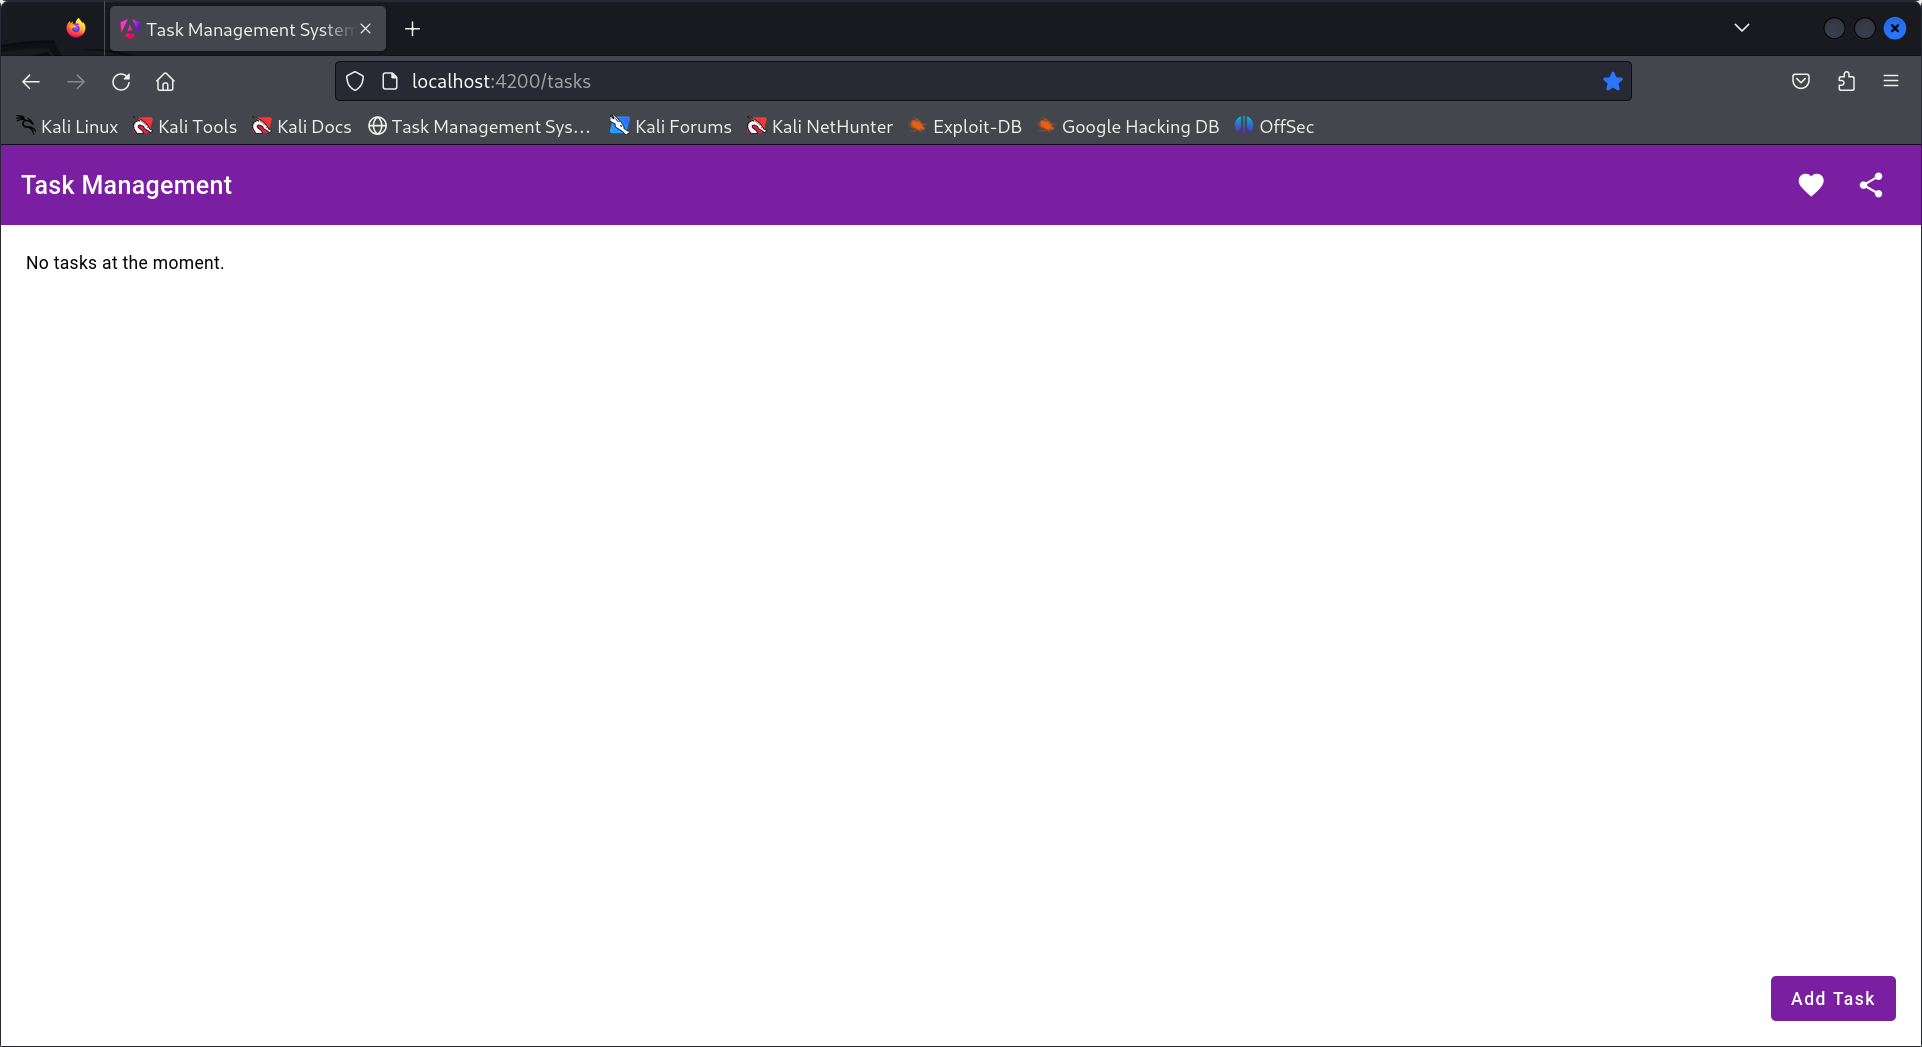 Task Management System
localhost:4200/tasks
Kali Linux Kali Tools Kali Docs Task Management Sys... Kali Forums Kali NetHunter Exploit-DB Google Hacking DB OffSec
Task Management
No tasks at the moment.
Add Task